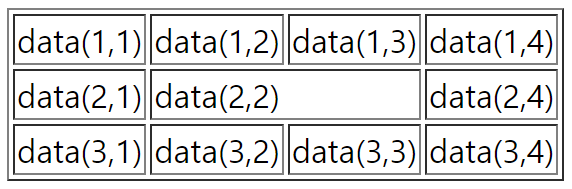 data(1,1) data(1,2) data(1,3) data(1,4)
data(2,1) data(2,2) data(2,4)
data(3,1) data(3,2) data(3,3) data(3,4)